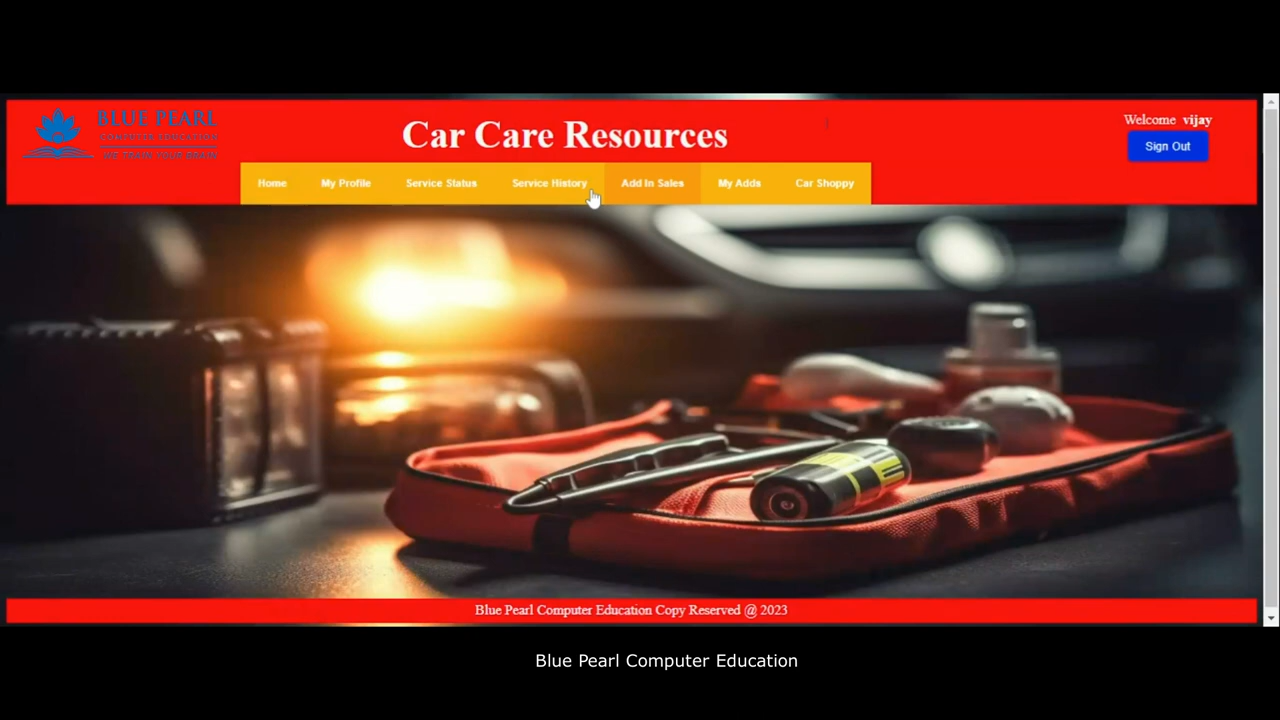 BLUE PEARL
COMPUTER EDUCATION
WE TRAIN YOUR BRAIN
Car Care Resources
Welcome vijay
Sign Out
Home My Profile Service Status Service History Add In Sales My Adds Car Shoppy
Blue Pearl Computer Education Copy Reserved @ 2023
Blue Pearl Computer Education